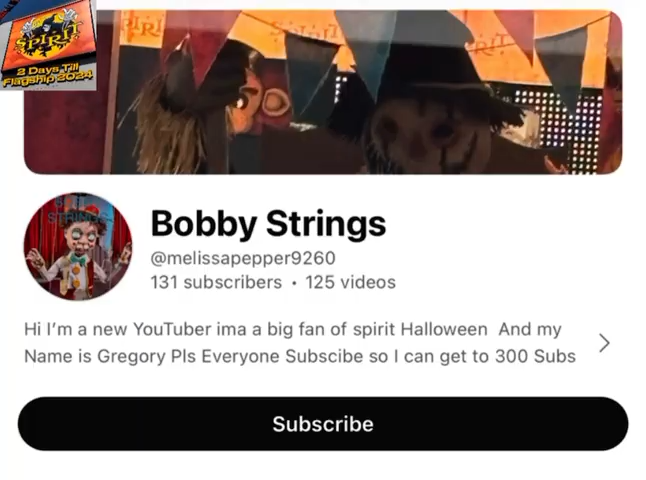 SPIRIT
2 Days Till
Flagship 2024
STRINGS
Bobby Strings
@melissapepper9260
131 subscribers • 125 videos
Hi I'm a new YouTuber ima a big fan of spirit Halloween And my
Name is Gregory Pls Everyone Subscibe so I can get to 300 Subs
Subscribe